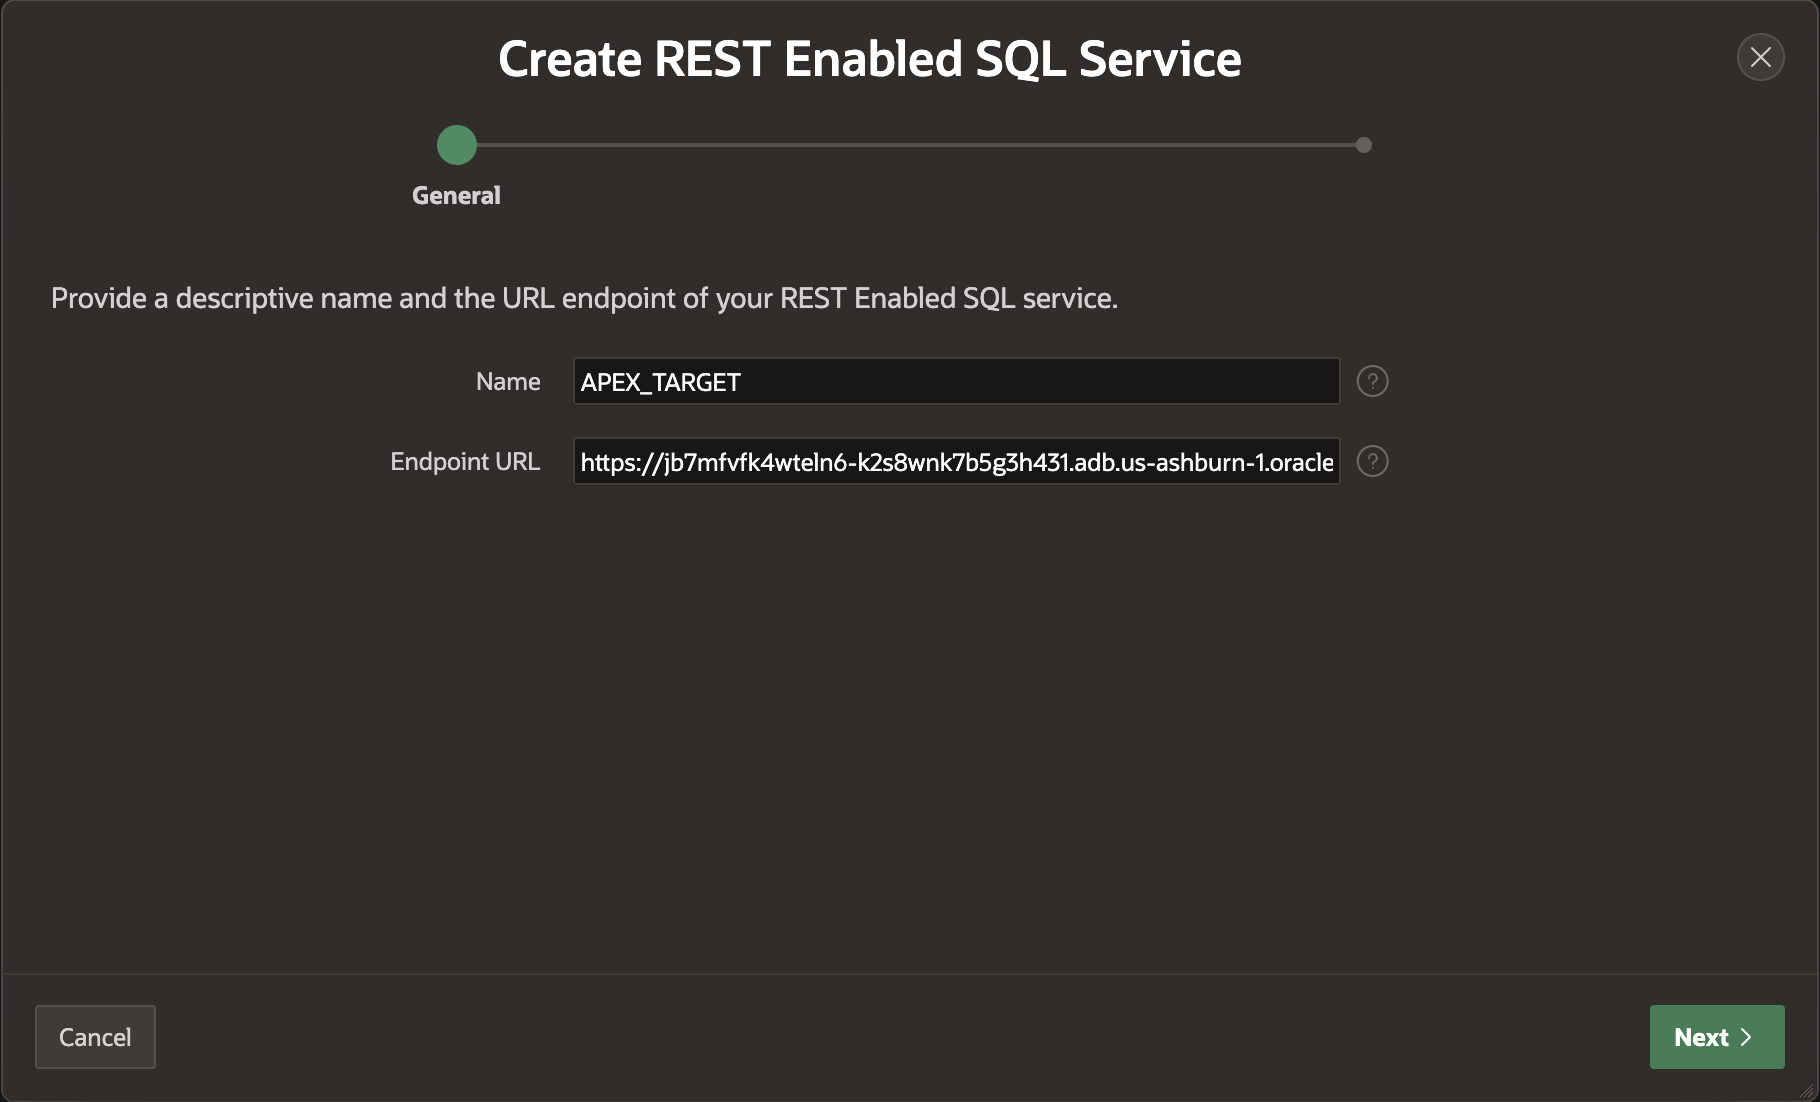 Create REST Enabled SQL Service
General
Provide a descriptive name and the URL endpoint of your REST Enabled SQL service.
Name APEX_TARGET ?
Endpoint URL https://jb7mfvfk4wteln6-k2s8wnk7b5g3h431.adb.us-ashburn-1.oracle ?
Cancel Next